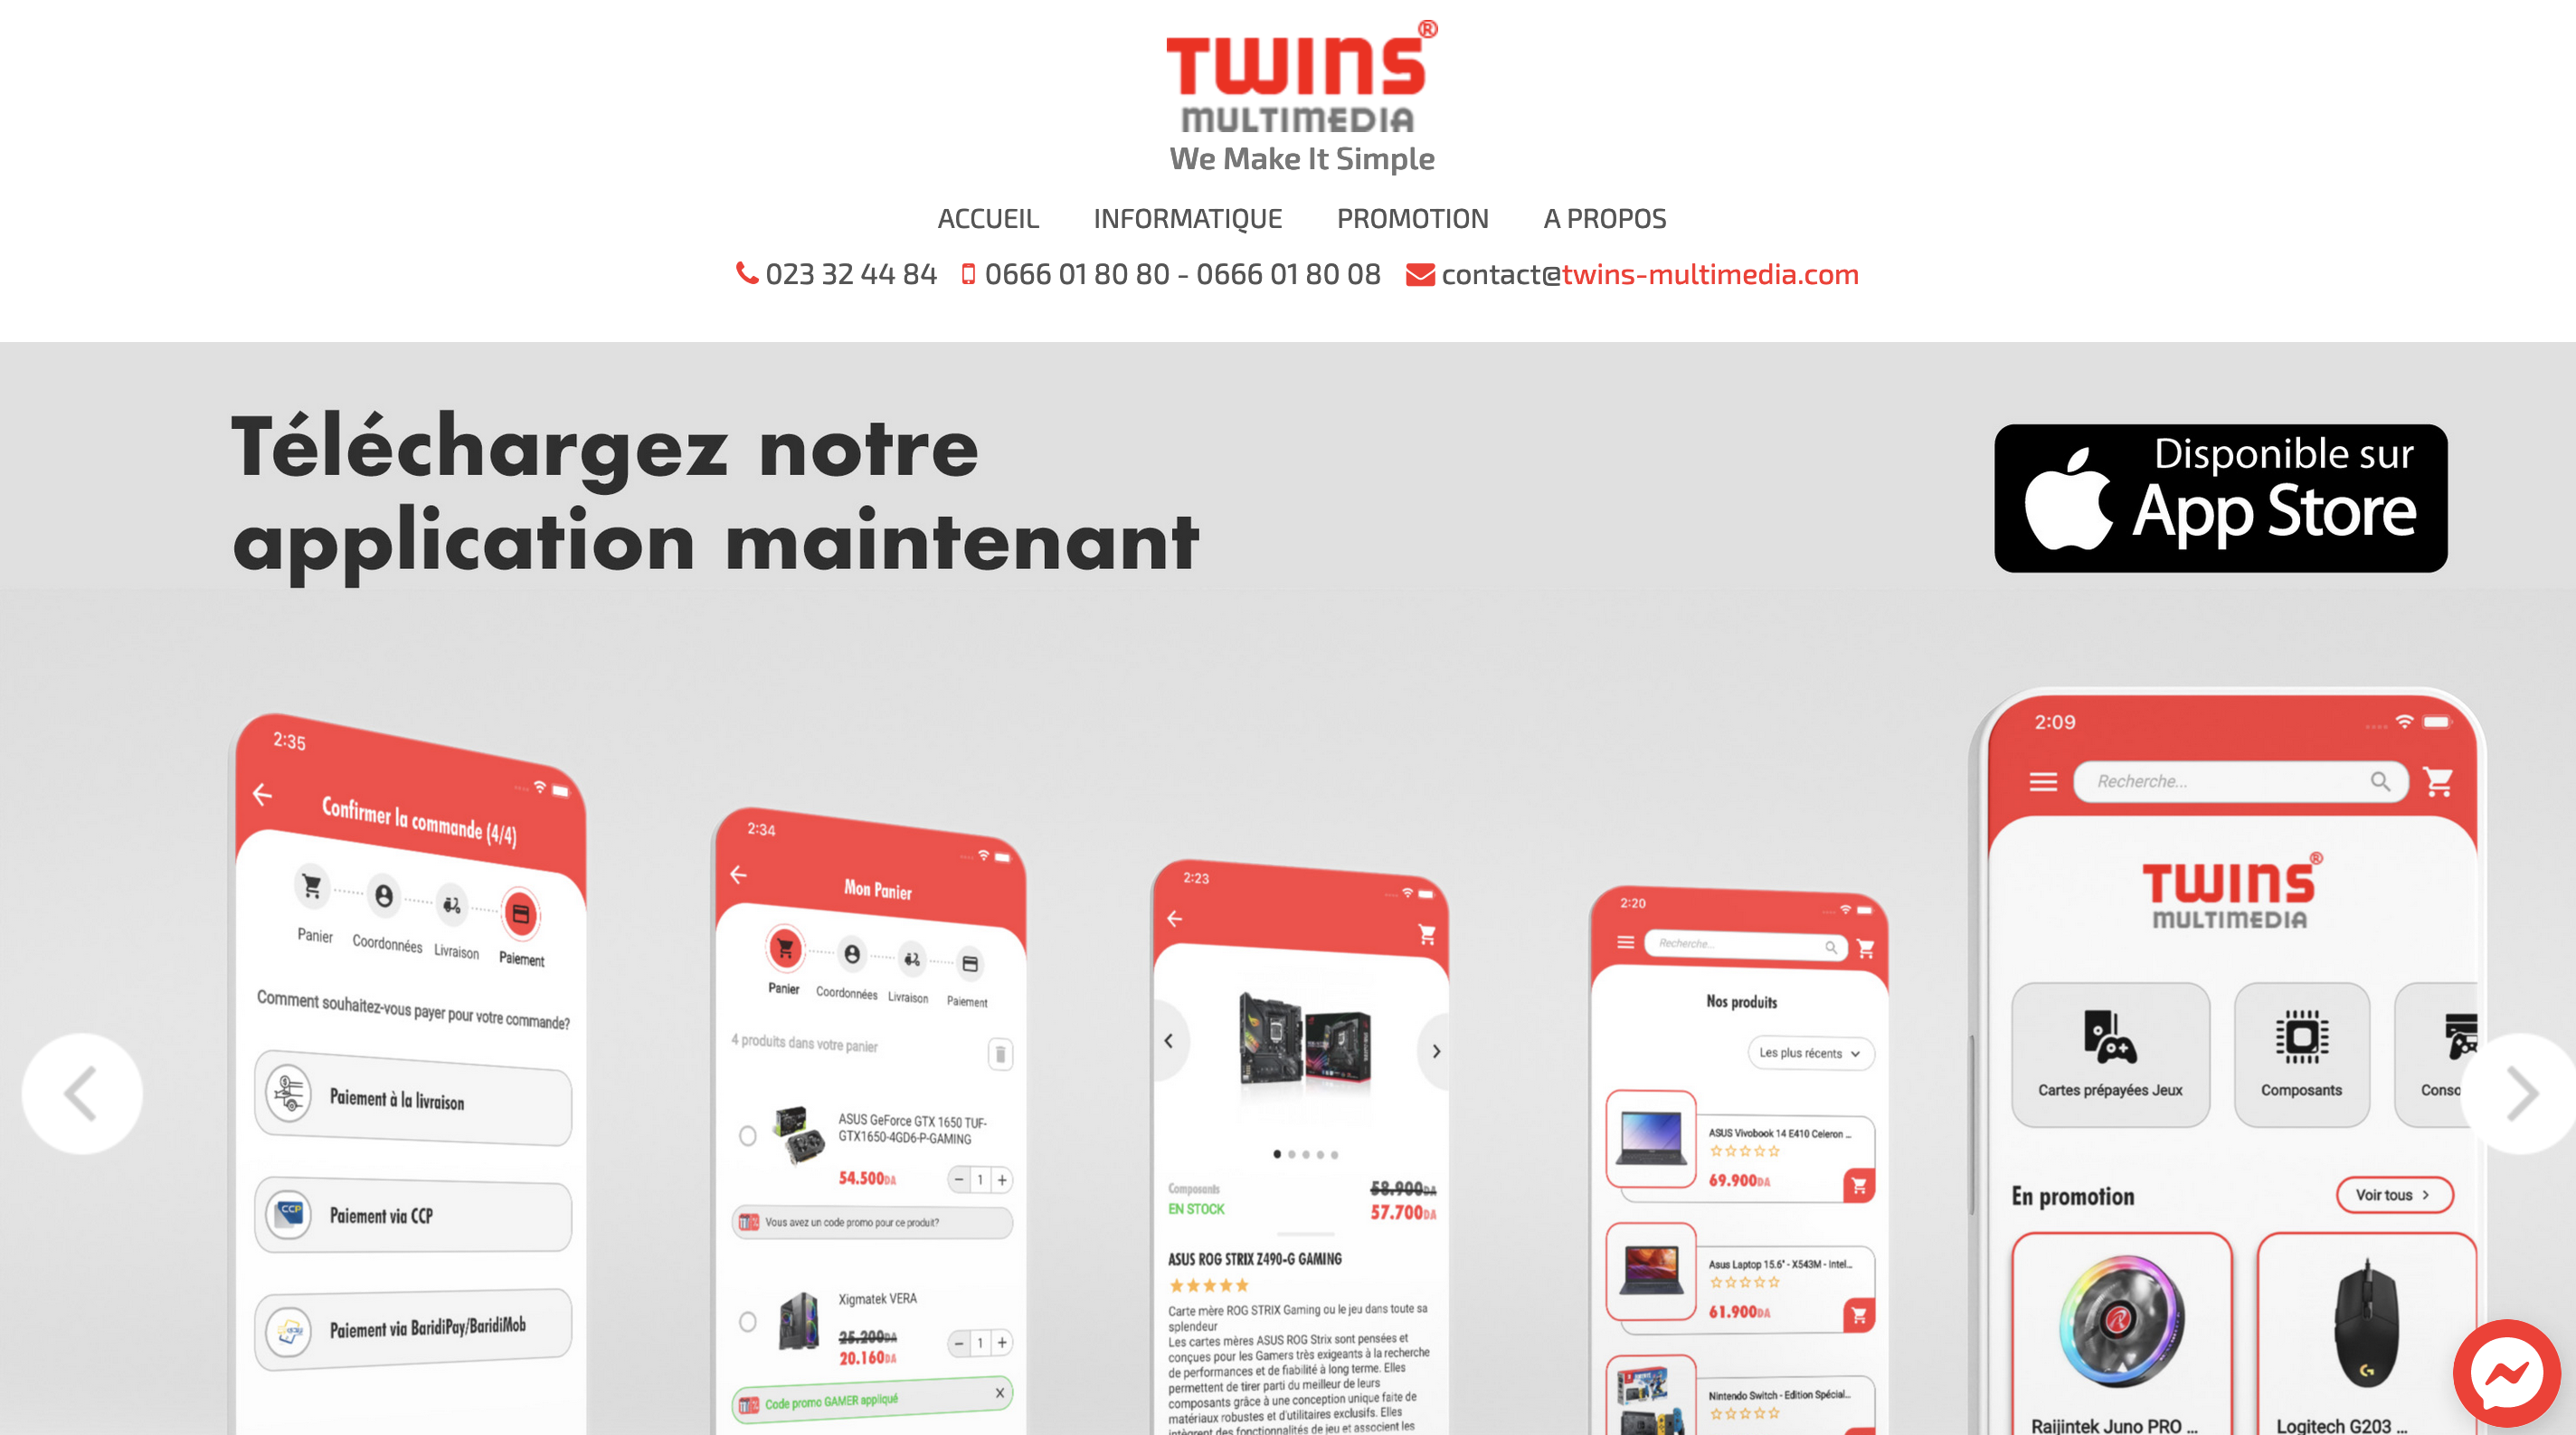 TWINS®
MULTIMEDIA
We Make It Simple
ACCUEIL INFORMATIQUE PROMOTION A PROPOS
023 32 44 84 0666 01 80 80 - 0666 01 80 08 contact@twins-multimedia.com
Téléchargez notre
application maintenant
Disponible sur
App Store
2:35
Confirmer la commande (4/4)
Panier Coordonnées Livraison Paiement
Comment souhaitez-vous payer pour votre commande?
Paiement à la livraison
CCP
Paiement via CCP
Paiement via BaridiPay/BaridiMob
2:34
Mon Panier
Panier Coordonnées Livraison Paiement
4 produits dans votre panier
ASUS GeForce GTX 1650 TUF-
GTX1650-4GD6-P-GAMING
54.500DA
− 1 +
Vous avez un code promo pour ce produit?
Xigmatek VERA
25.200DA
20.160DA
− 1 +
Code promo GAMER appliqué X
2:23
Composants
EN STOCK
58.900DA
57.700DA
ASUS ROG STRIX Z490-G GAMING
Carte mère ROG STRIX Gaming ou le jeu dans toute sa
splendeur
Les cartes mères ASUS ROG Strix sont pensées et
conçues pour les Gamers très exigeants à la recherche
de performances et de fiabilité à long terme. Elles
permettent de tirer parti du meilleur de leurs
composants grâce à une conception unique faite de
matériaux robustes et d'utilitaires exclusifs. Elles
intègrent des fonctionnalités de jeu et associent les
2:20
Recherche...
Nos produits
Les plus récents
ASUS Vivobook 14 E410 Celeron ...
69.900DA
Asus Laptop 15.6" - X543M - Intel...
61.900DA
Nintendo Switch - Edition Spécial...
2:09
Recherche...
TWINS®
MULTIMEDIA
Cartes prépayées Jeux Composants Conso
En promotion Voir tous >
Raijintek Juno PRO ... Logitech G203 ...